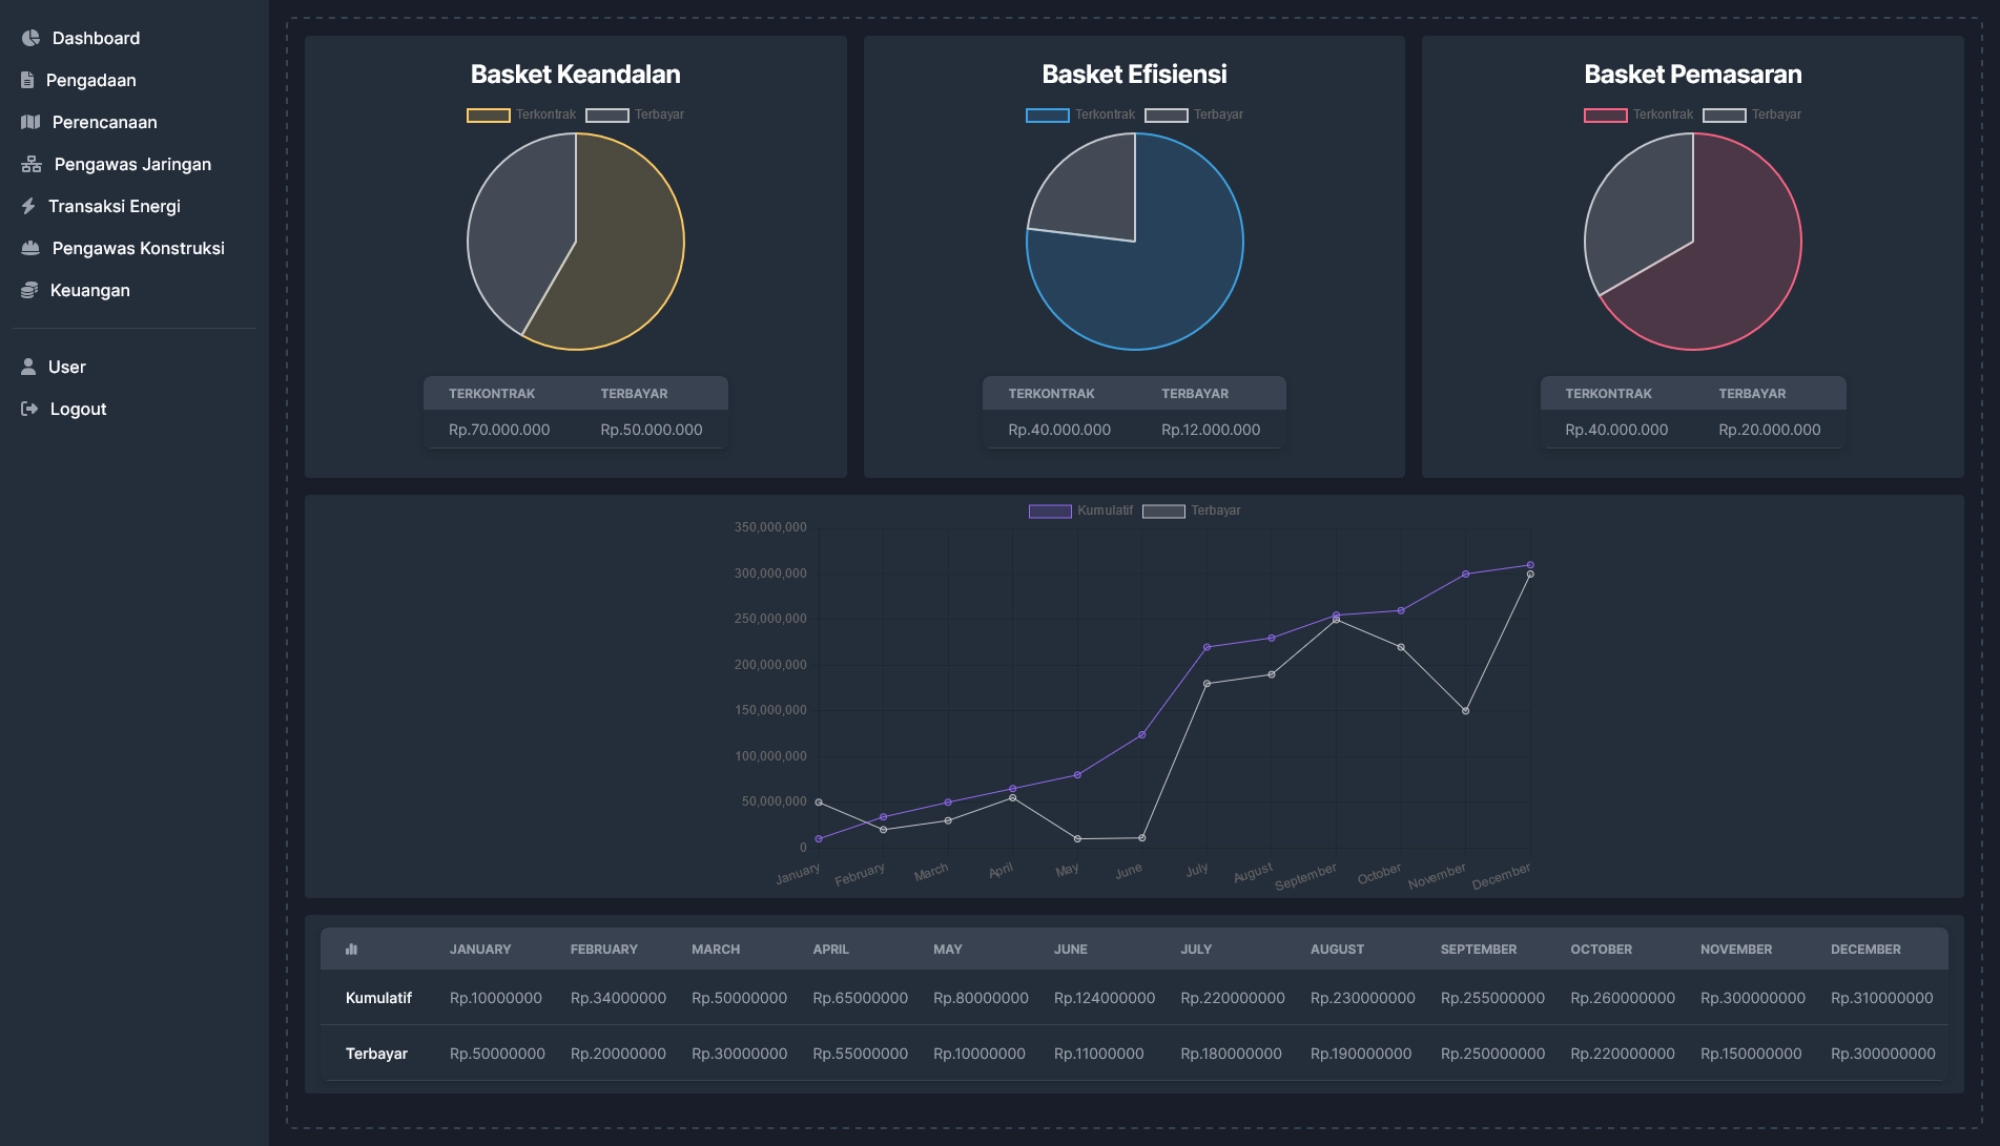 Dashboard
Pengadaan
Perencanaan
Pengawas Jaringan
Transaksi Energi
Pengawas Konstruksi
Keuangan
User
Logout
Basket Keandalan
Terkontrak Terbayar
TERKONTRAK TERBAYAR
Rp.70.000.000 Rp.50.000.000
Basket Efisiensi
Terkontrak Terbayar
TERKONTRAK TERBAYAR
Rp.40.000.000 Rp.12.000.000
Basket Pemasaran
Terkontrak Terbayar
TERKONTRAK TERBAYAR
Rp.40.000.000 Rp.20.000.000
Kumulatif Terbayar
350,000,000
300,000,000
250,000,000
200,000,000
150,000,000
100,000,000
50,000,000
0
January February March April May June July August September October November December
JANUARY FEBRUARY MARCH APRIL MAY JUNE JULY AUGUST SEPTEMBER OCTOBER NOVEMBER DECEMBER
Kumulatif Rp.10000000 Rp.34000000 Rp.50000000 Rp.65000000 Rp.80000000 Rp.124000000 Rp.220000000 Rp.230000000 Rp.255000000 Rp.260000000 Rp.300000000 Rp.310000000
Terbayar Rp.50000000 Rp.20000000 Rp.30000000 Rp.55000000 Rp.10000000 Rp.11000000 Rp.180000000 Rp.190000000 Rp.250000000 Rp.220000000 Rp.150000000 Rp.300000000